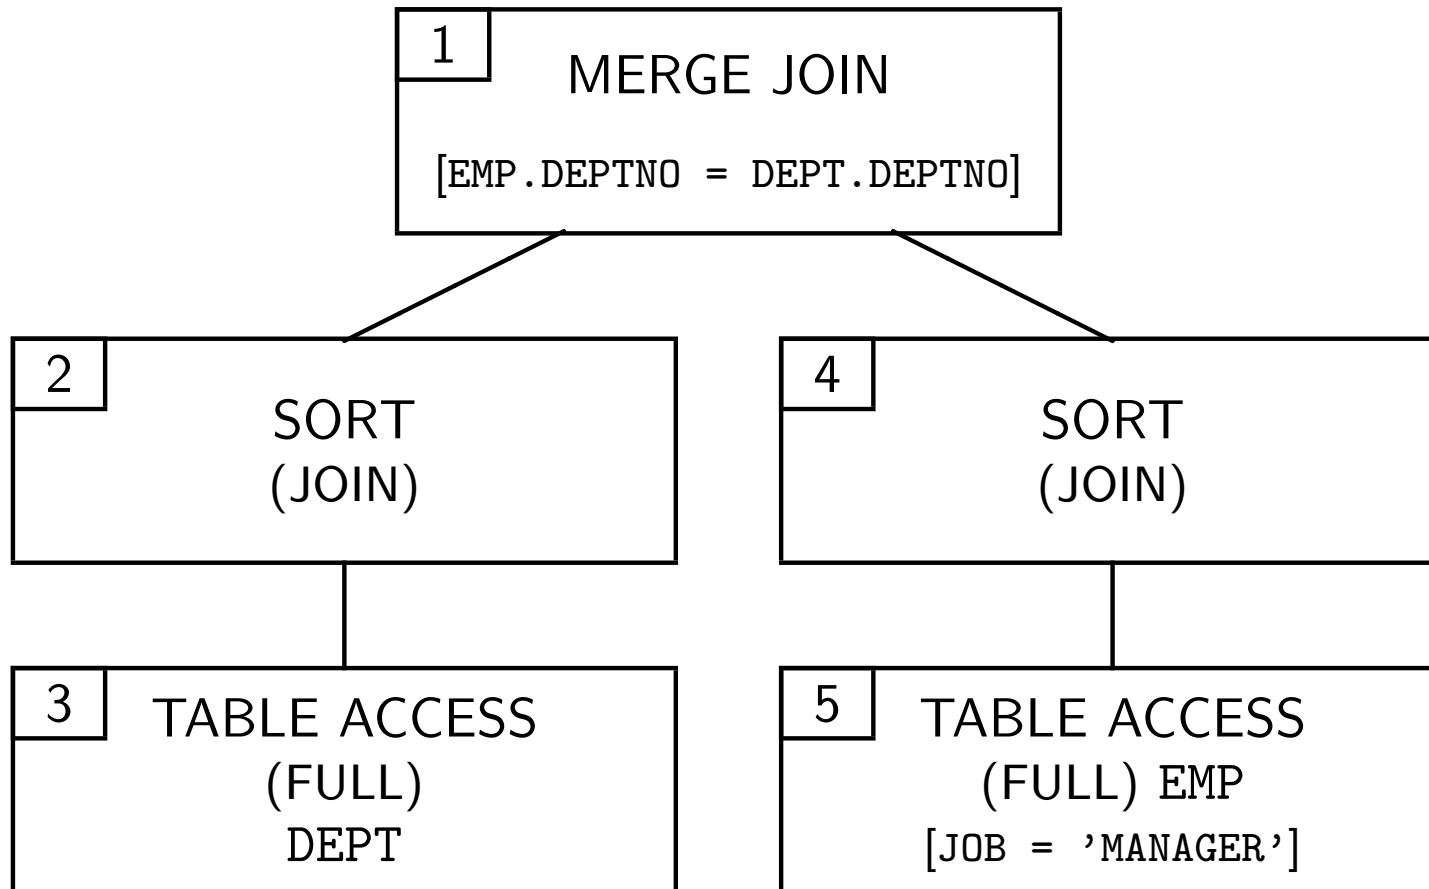 1
MERGE JOIN
[EMP.DEPTNO = DEPT.DEPTNO]
2
SORT
(JOIN)
4
SORT
(JOIN)
3
TABLE ACCESS
(FULL)
DEPT
5
TABLE ACCESS
(FULL) EMP
[JOB = ’MANAGER’]